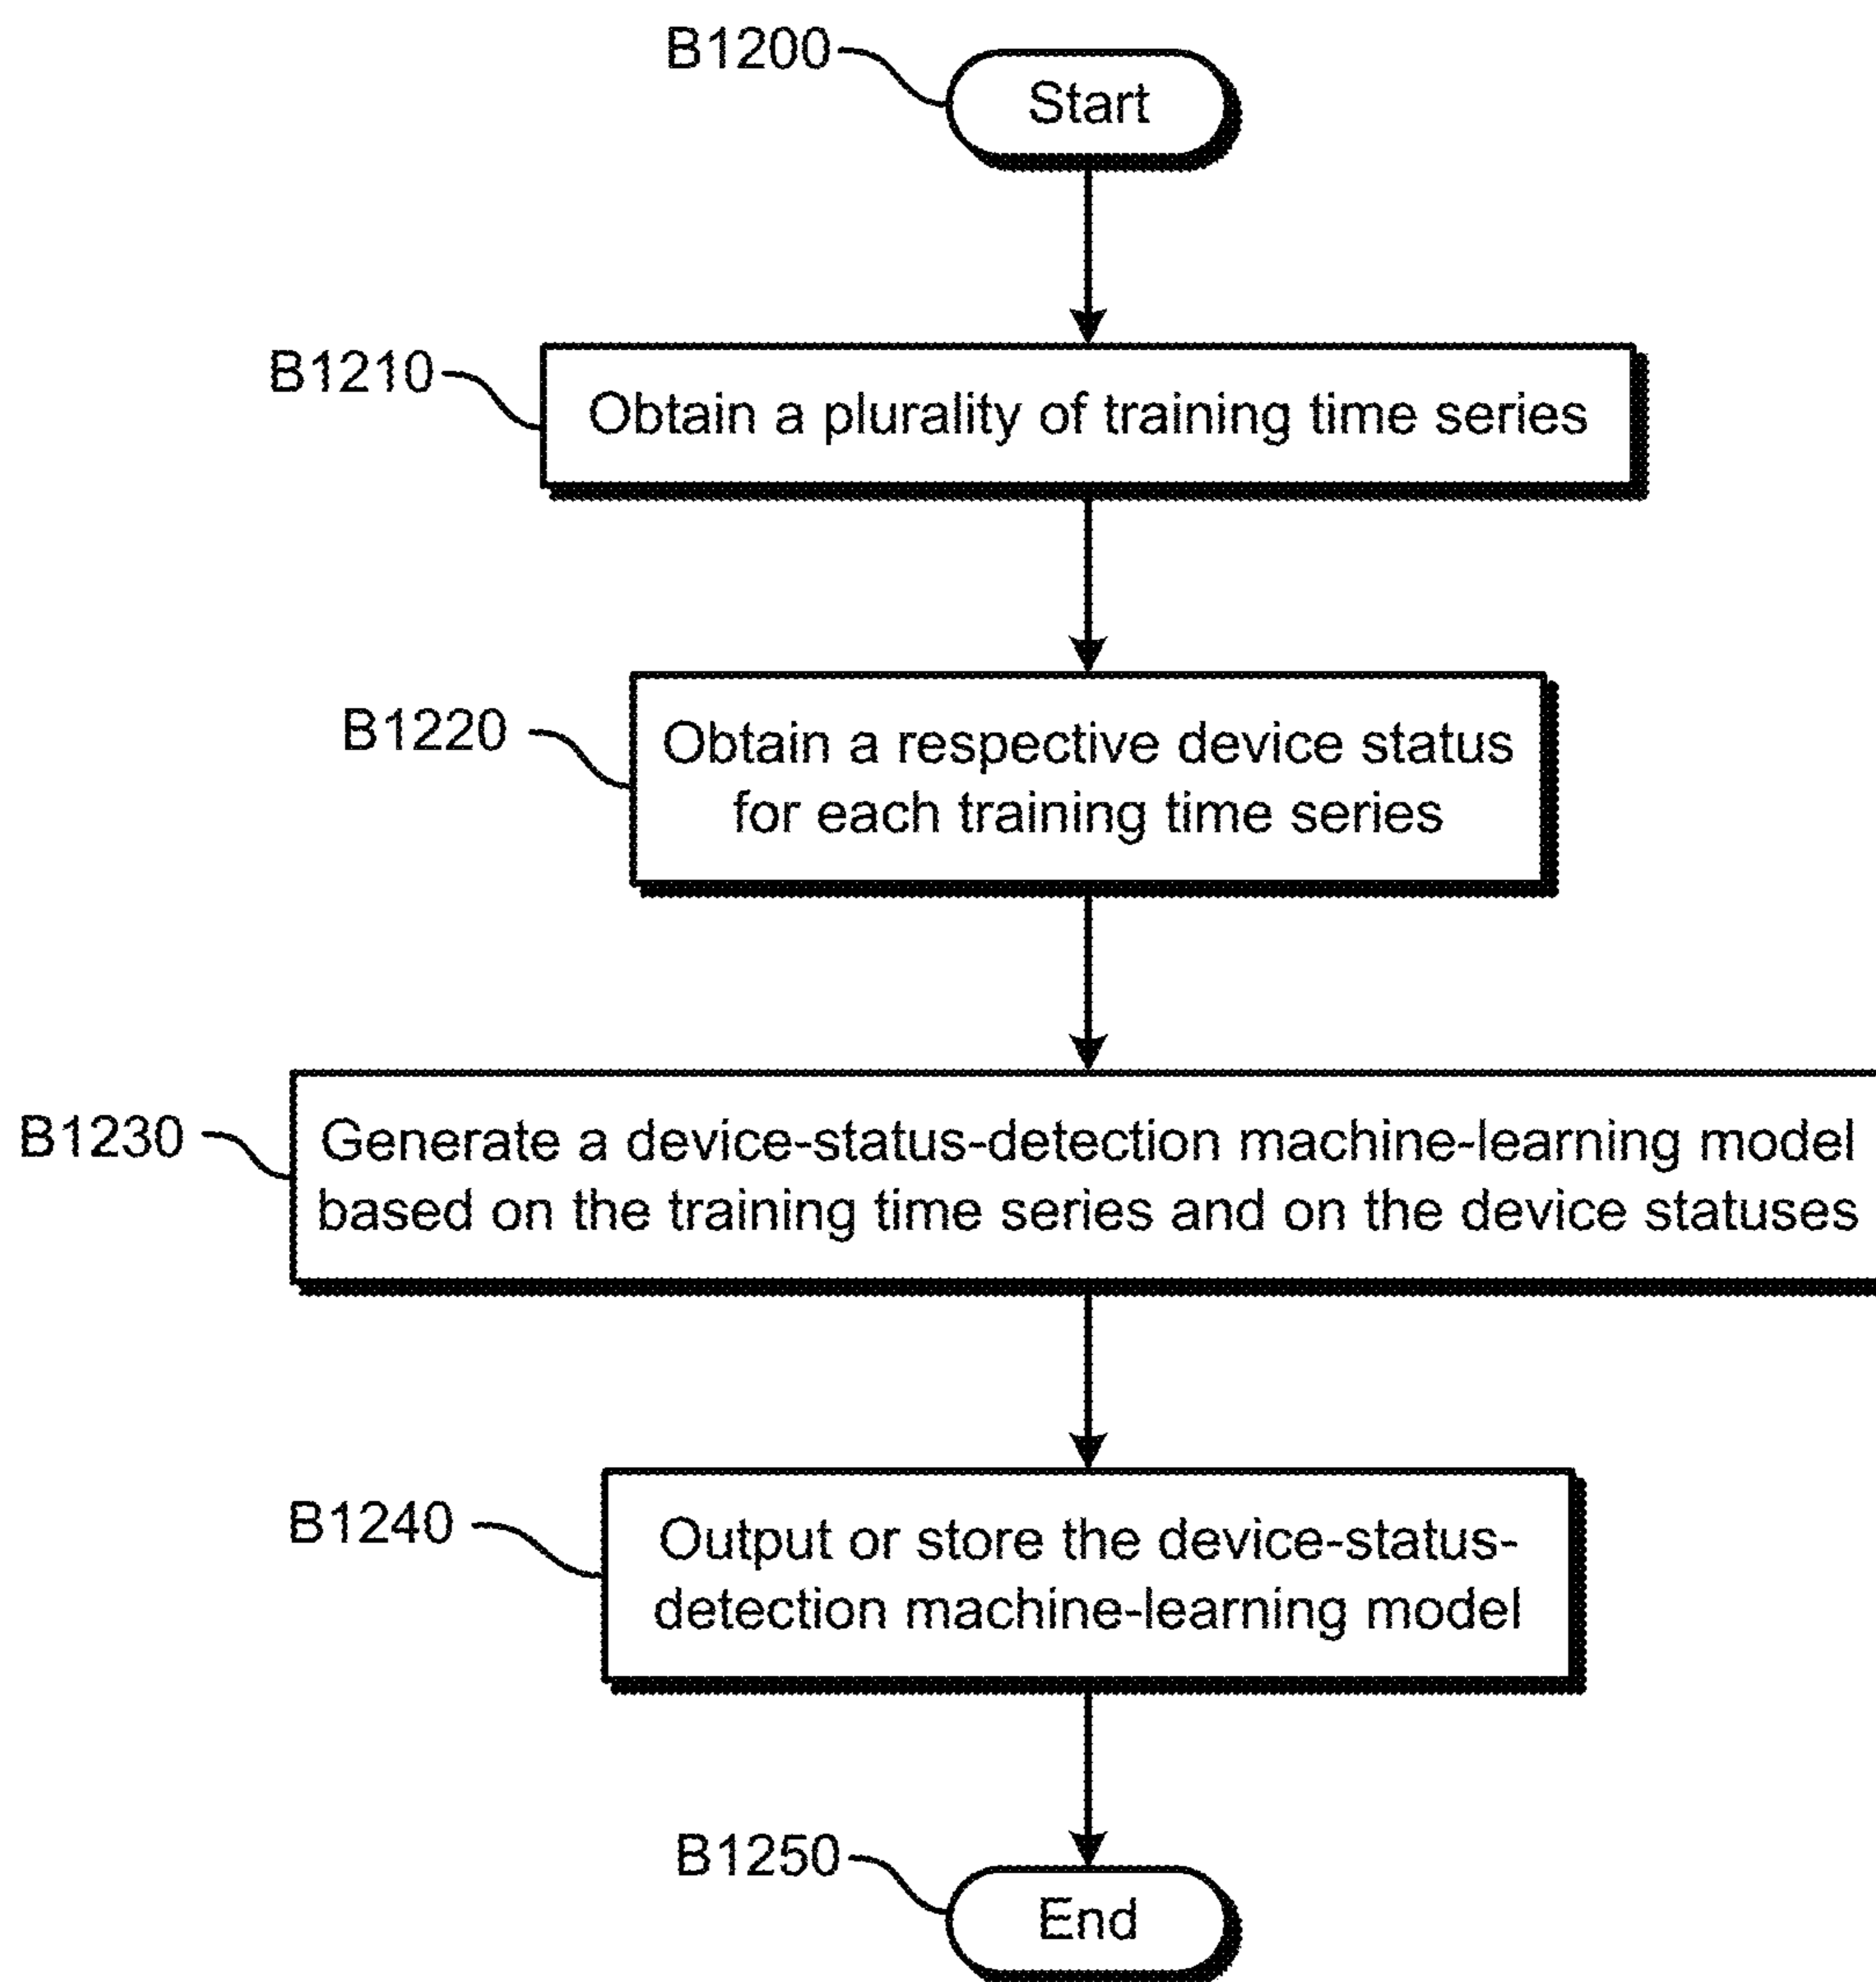 B1200
Start
B1210
Obtain a plurality of training time series
B1220
Obtain a respective device status
for each training time series
B1230
Generate a device-status-detection machine-learning model
based on the training time series and on the device statuses
B1240
Output or store the device-status-
detection machine-learning model
B1250
End